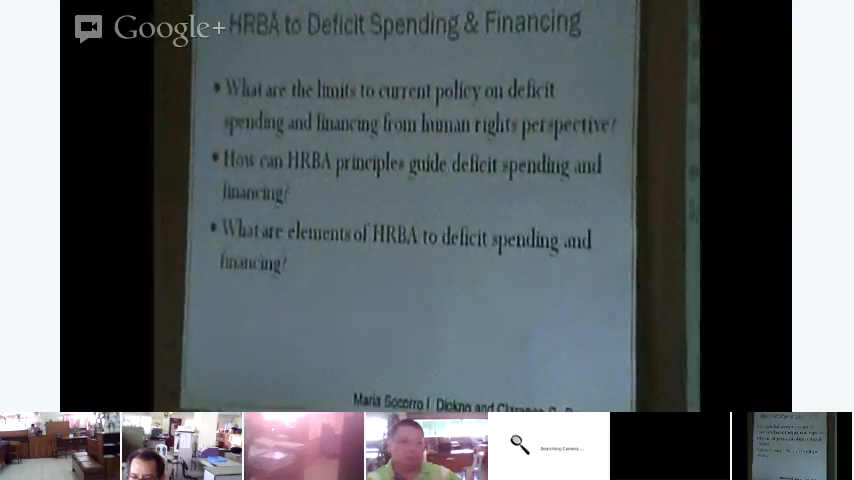 Google+
HRBA to Deficit Spending & Financing
• What are the limits to current policy on deficit
spending and financing from human rights perspective?
• How can HRBA principles guide deficit spending and
financing?
• What are elements of HRBA to deficit spending and
financing?
Maria Socorro I. Diokno and
Searching Camera....